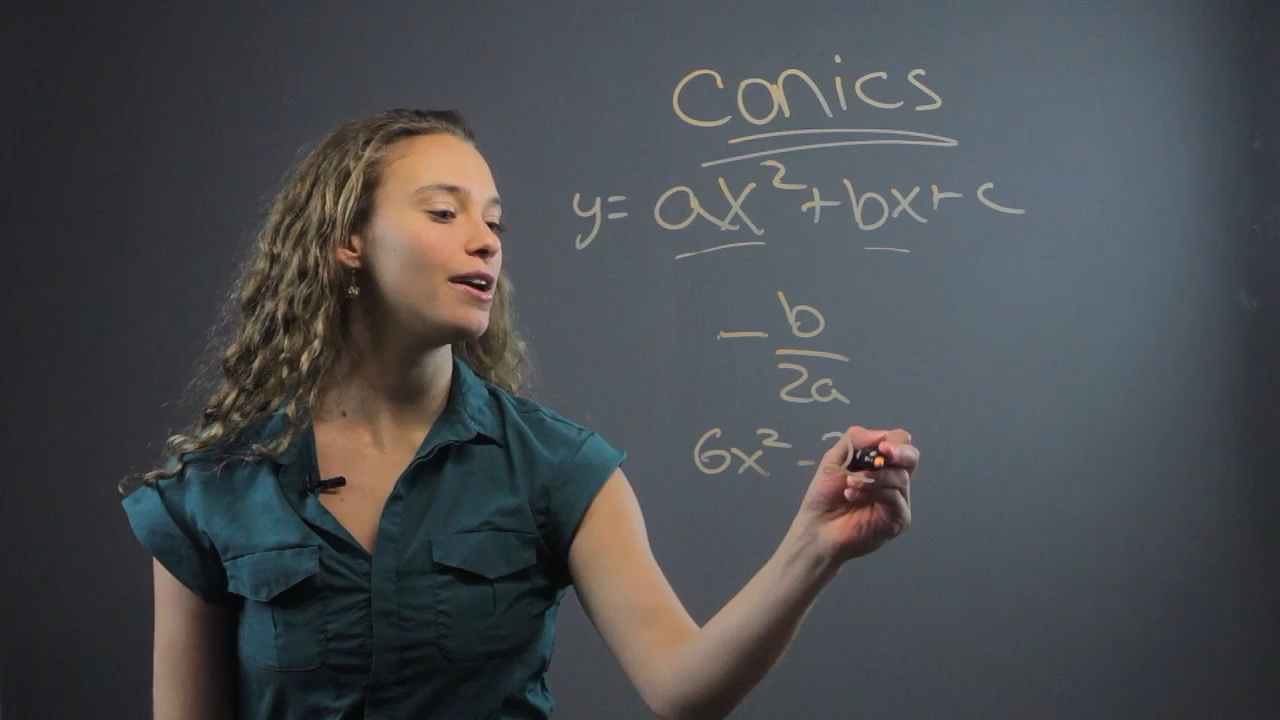 Conics
y= ax²+bx+c
- b
2a
6x² -